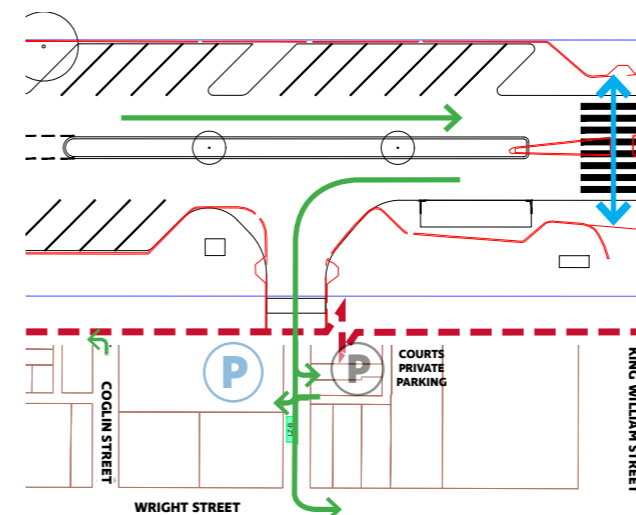 P
P
COURTS
PRIVATE
PARKING
COGLIN STREET
KING WILLIAM STREET
WRIGHT STREET